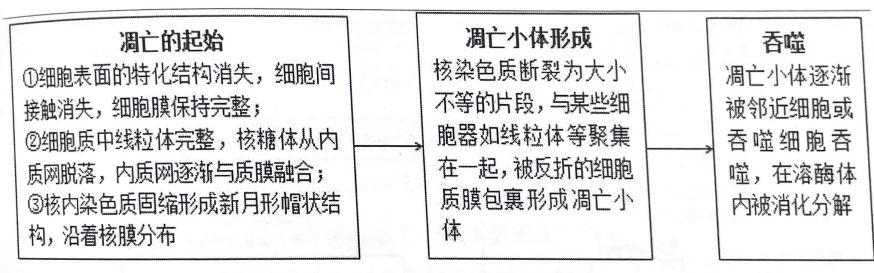 凋亡的起始
①细胞表面的特化结构消失，细胞间
接触消失，细胞膜保持完整；
②细胞质中线粒体完整，核糖体从内
质网脱落，内质网逐渐与质膜融合；
③核内染色质固缩形成新月形帽状结
构，沿着核膜分布
凋亡小体形成
核染色质断裂为大小
不等的片段，与某些细
胞器如线粒体等聚集
在一起，被反折的细胞
质膜包裹形成凋亡小
体
吞噬
凋亡小体逐渐
被邻近细胞或
吞噬细胞吞
噬，在溶酶体
内被消化分解